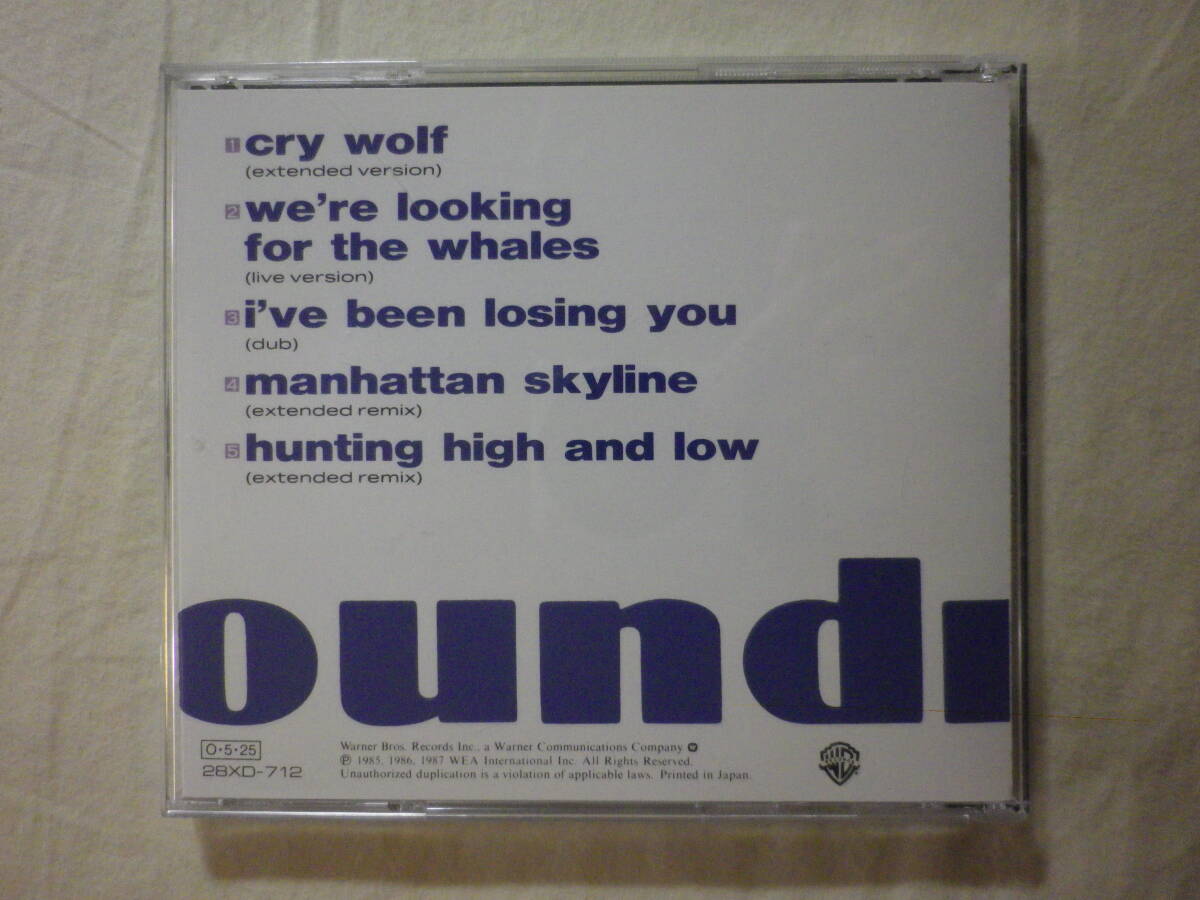 1 cry wolf
(extended version)
2 we're looking
for the whales
(live version)
3 i've been losing you
(dub)
4 manhattan skyline
(extended remix)
5 hunting high and low
(extended remix)
ound
O·5·25
28XD-712
Warner Bros. Records Inc., a Warner Communications Company
℗ 1985, 1986, 1987 WEA International Inc. All Rights Reserved.
Unauthorized duplication is a violation of applicable laws. Printed in Japan.